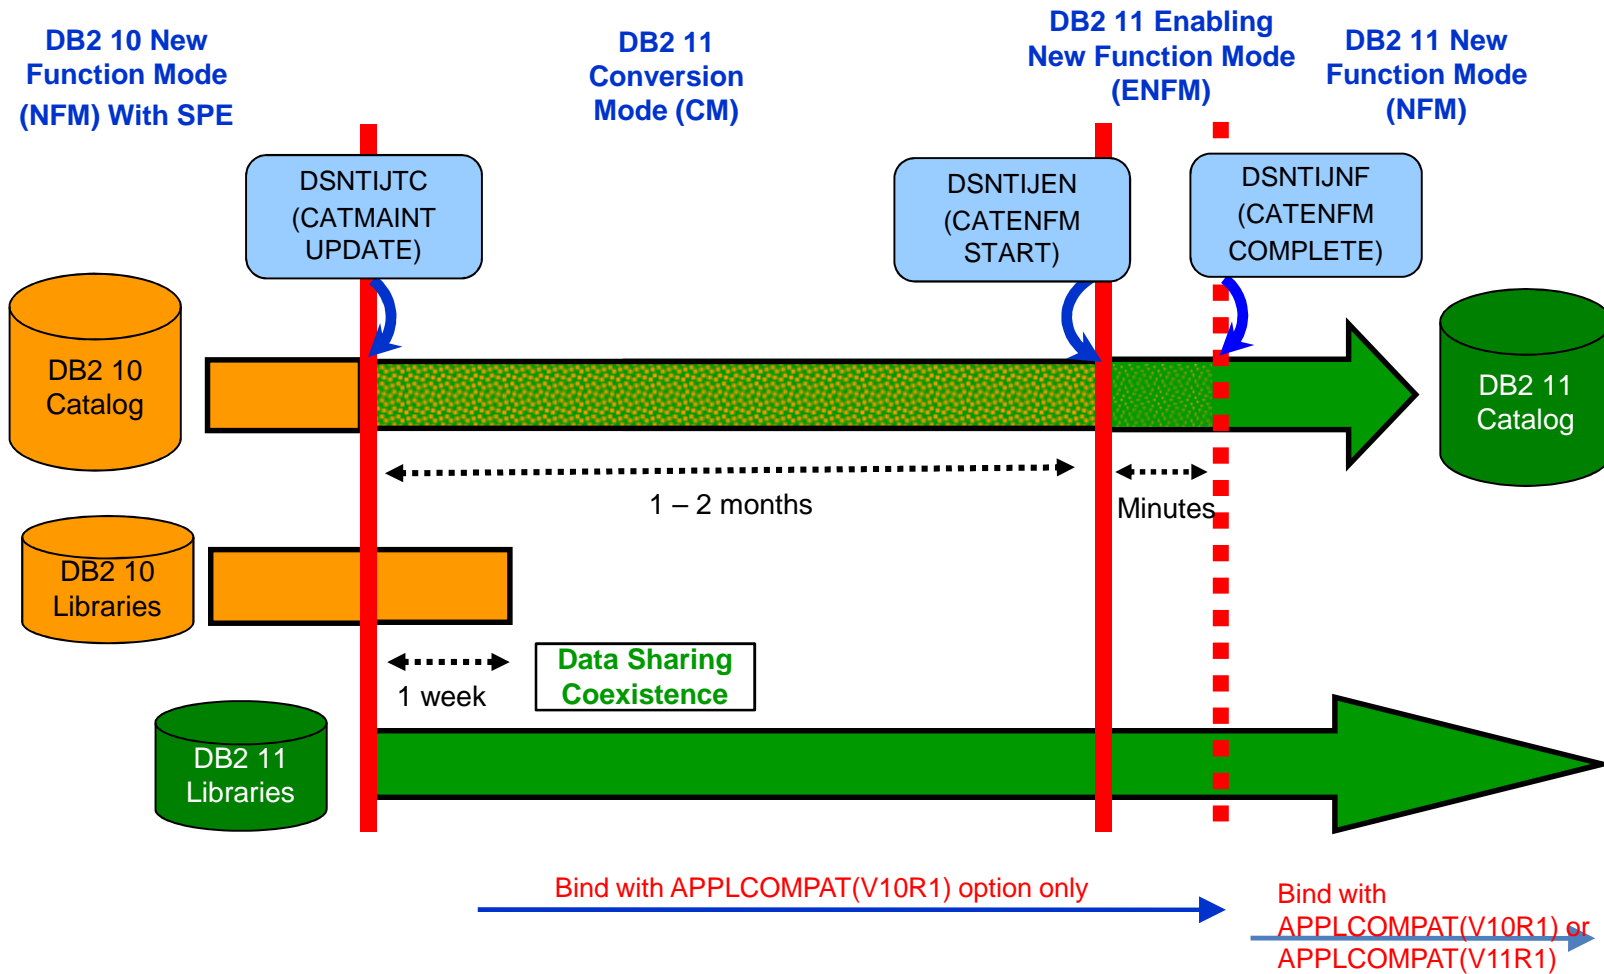 DB2 10 New
Function Mode
(NFM) With SPE
DB2 11
Conversion
Mode (CM)
DB2 11 Enabling
New Function Mode
(ENFM)
DB2 11 New
Function Mode
(NFM)
DSNTIJTC
(CATMAINT
UPDATE)
DSNTIJEN
(CATENFM
START)
DSNTIJNF
(CATENFM
COMPLETE)
DB2 10
Catalog
DB2 11
Catalog
1 – 2 months
Minutes
DB2 10
Libraries
1 week
Data Sharing
Coexistence
DB2 11
Libraries
Bind with APPLCOMPAT(V10R1) option only
Bind with
APPLCOMPAT(V10R1) or
APPLCOMPAT(V11R1)